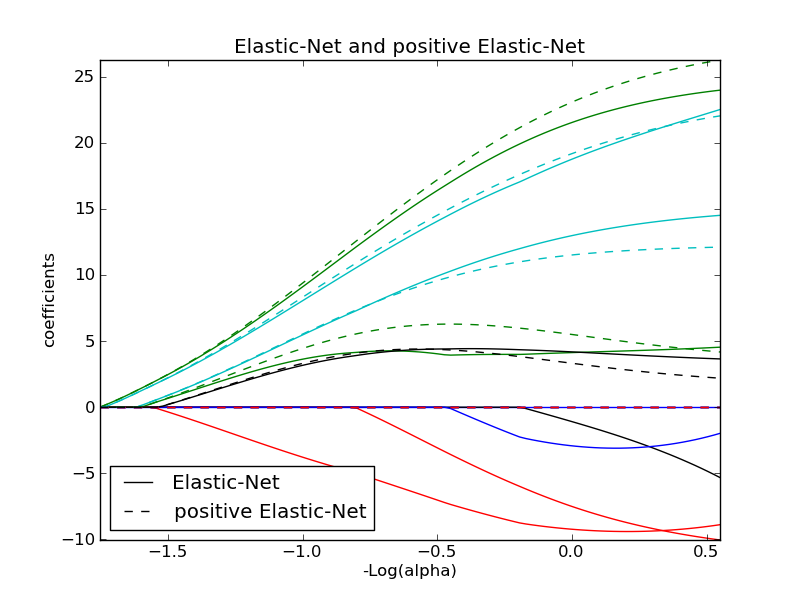 Elastic-Net and positive Elastic-Net
25
20
15
10
5
0
−5
−10
coefficients
Elastic-Net
positive Elastic-Net
−1.5 −1.0 −0.5 0.0 0.5
-Log(alpha)